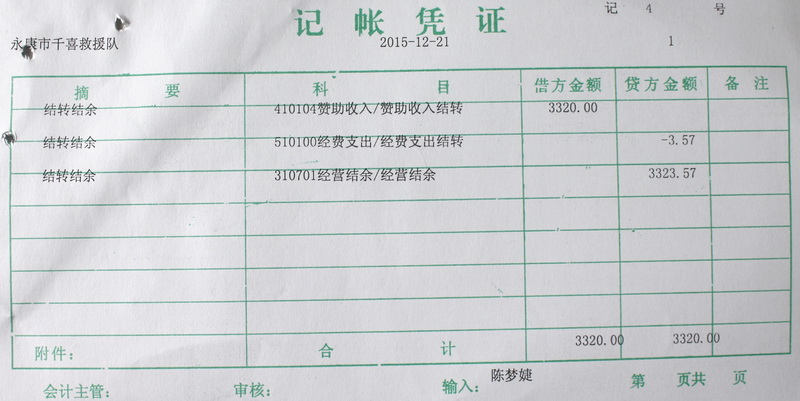 记 帐 凭 证
记 4 号
永康市千喜救援队 2015-12-21 1
摘 要 科 目 借方金额 贷方金额 备 注
结转结余 410104赞助收入/赞助收入结转 3320.00
结转结余 510100经费支出/经费支出结转 -3.57
结转结余 310701经营结余/经营结余 3323.57
附件： 合 计 3320.00 3320.00
会计主管： 审核： 输入： 陈梦婕 第 页共 页